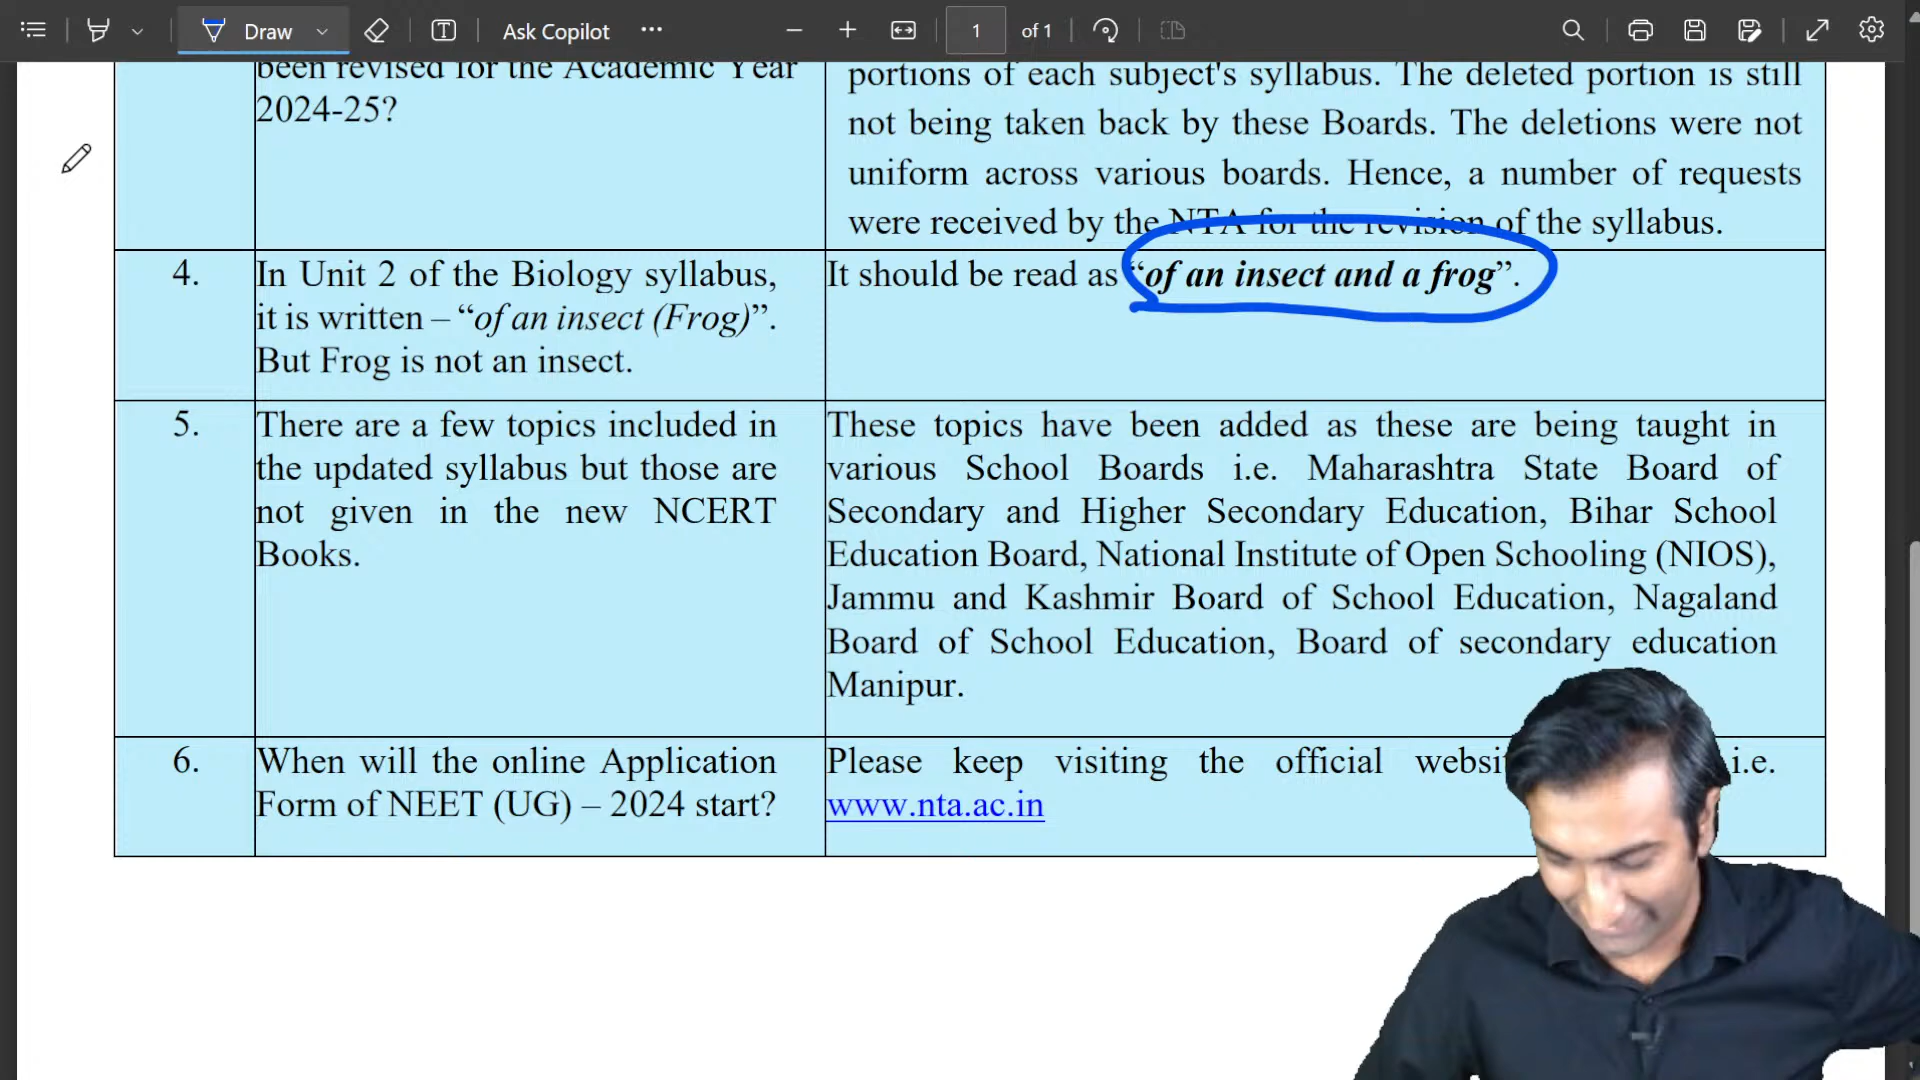 Draw
Ask Copilot
1 of 1
been revised for the Academic Year
2024-25?
portions of each subject's syllabus. The deleted portion is still
not being taken back by these Boards. The deletions were not
uniform across various boards. Hence, a number of requests
were received by the NTA for the revision of the syllabus.
4.
In Unit 2 of the Biology syllabus,
it is written – “of an insect (Frog)”.
But Frog is not an insect.
It should be read as “of an insect and a frog”.
5.
There are a few topics included in
the updated syllabus but those are
not given in the new NCERT
Books.
These topics have been added as these are being taught in
various School Boards i.e. Maharashtra State Board of
Secondary and Higher Secondary Education, Bihar School
Education Board, National Institute of Open Schooling (NIOS),
Jammu and Kashmir Board of School Education, Nagaland
Board of School Education, Board of secondary education
Manipur.
6.
When will the online Application
Form of NEET (UG) – 2024 start?
Please keep visiting the official i.e.
www.nta.ac.in